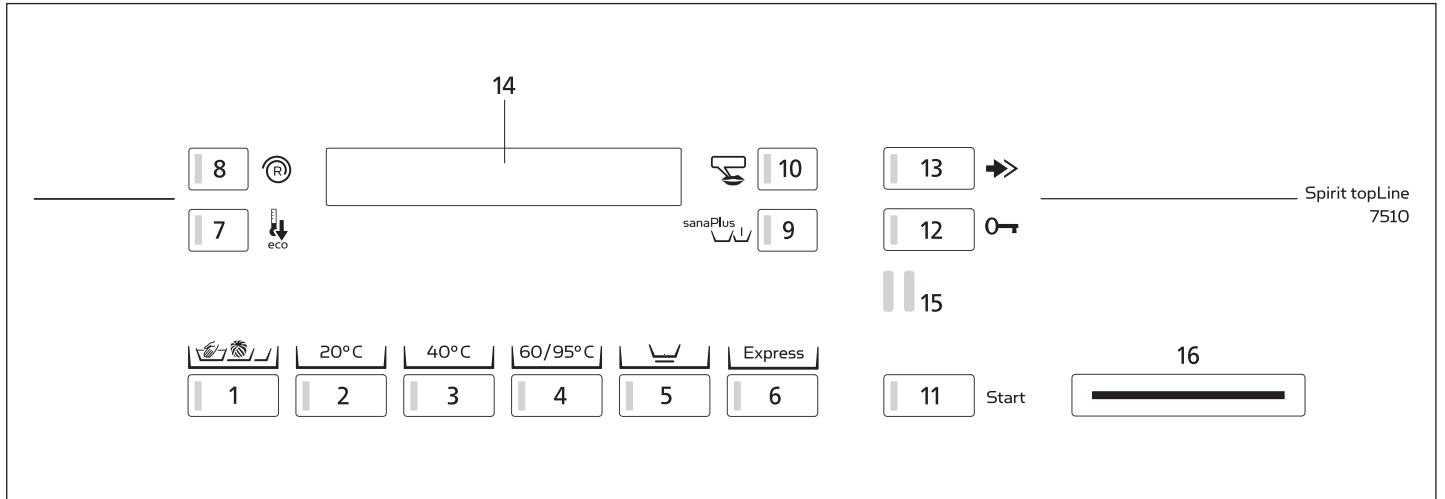 14
8 R 10 13
Spirit topLine
7510
7 eco sanaPlus 9 12
15
20°C 40°C 60/95°C Express
16
1 2 3 4 5 6 11 Start